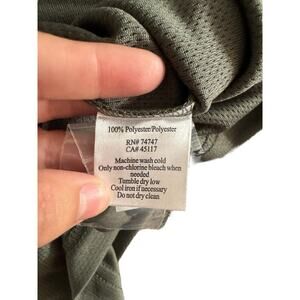 100% Polyester/Polyester
RN# 74747
CA# 45117
Machine wash cold
Only non-chlorine bleach when
needed
Tumble dry low
Cool iron if necessary
Do not dry clean